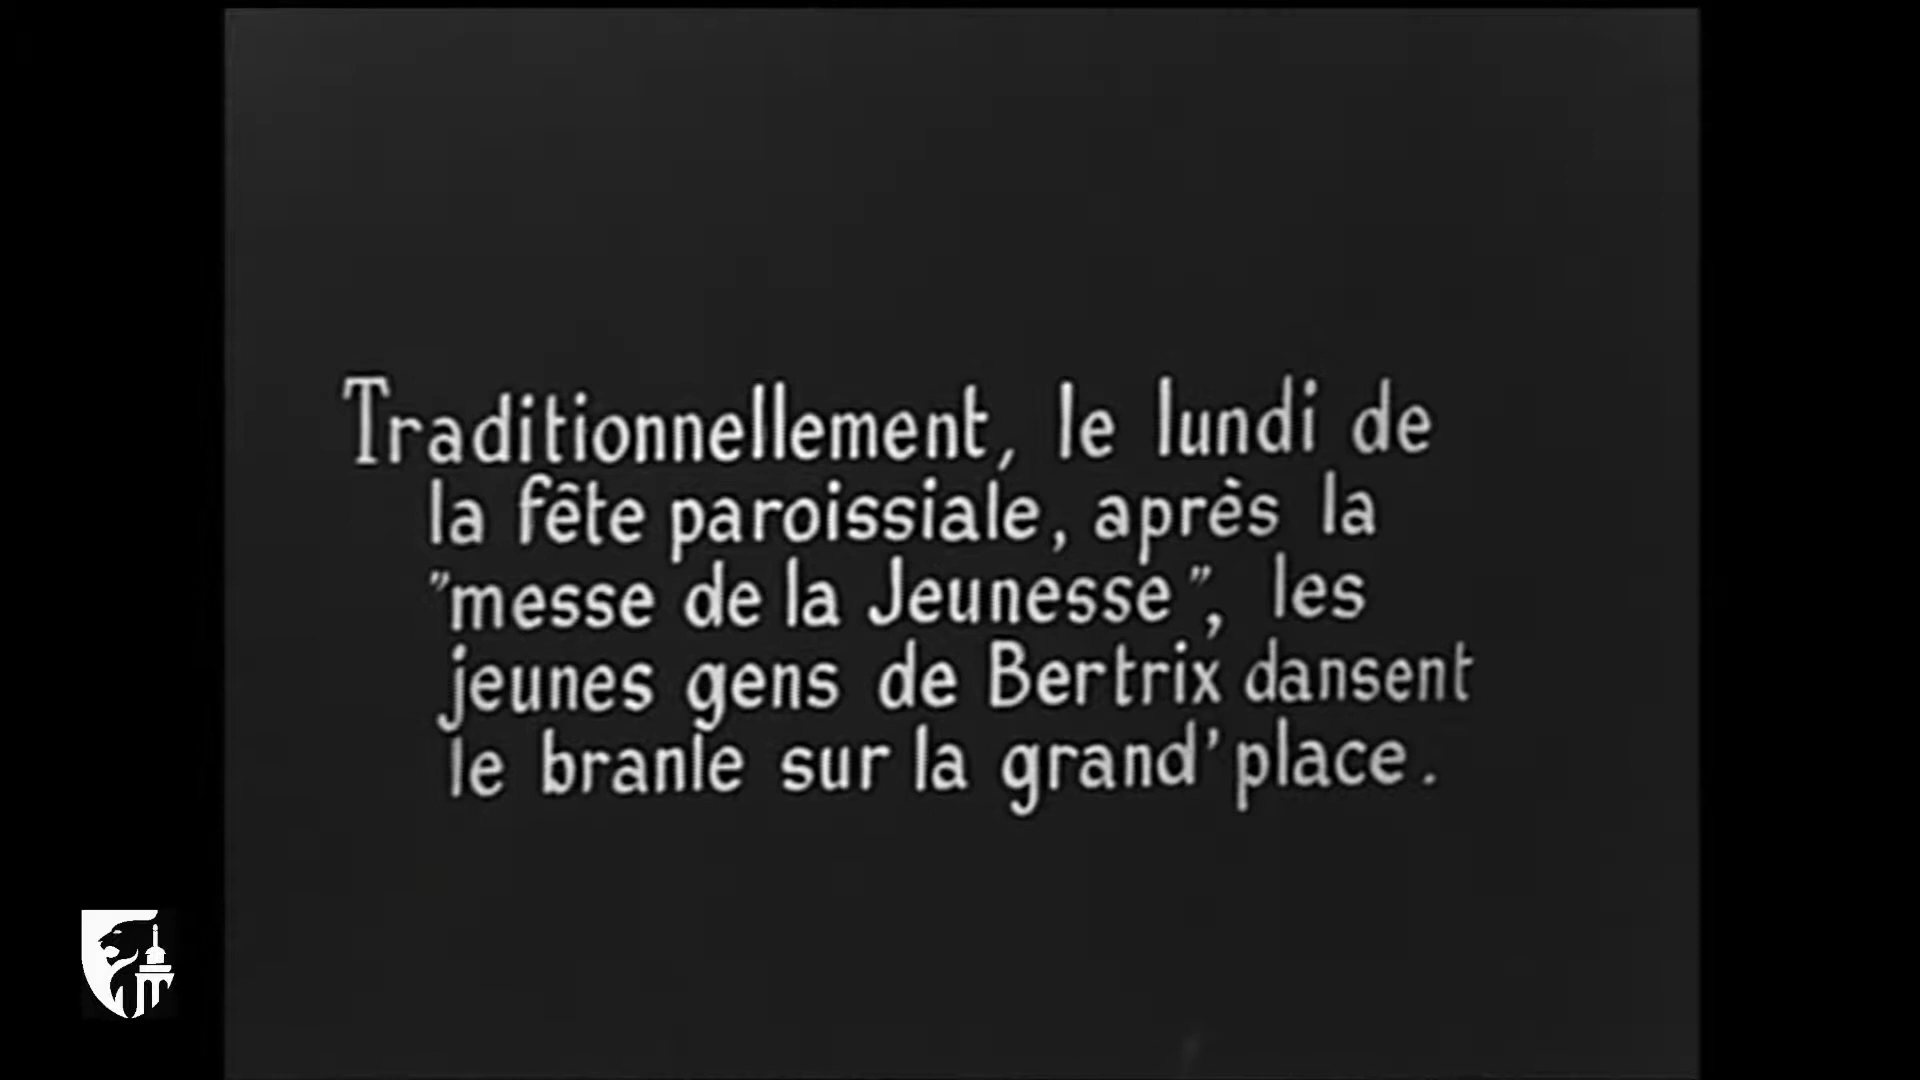 Traditionnellement, le lundi de
la fête paroissiale, après la
"messe de la Jeunesse", les
jeunes gens de Bertrix dansent
le branle sur la grand'place.